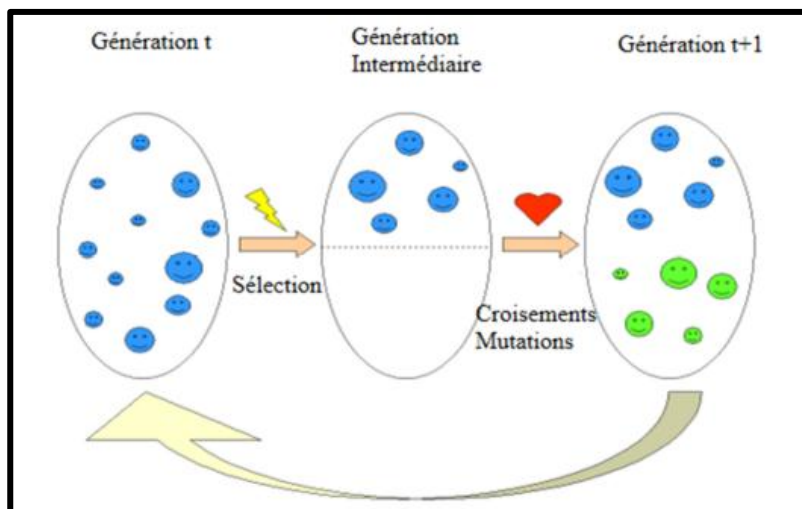 Génération t
Génération
Intermédiaire
Génération t+1
Sélection
Croisements
Mutations